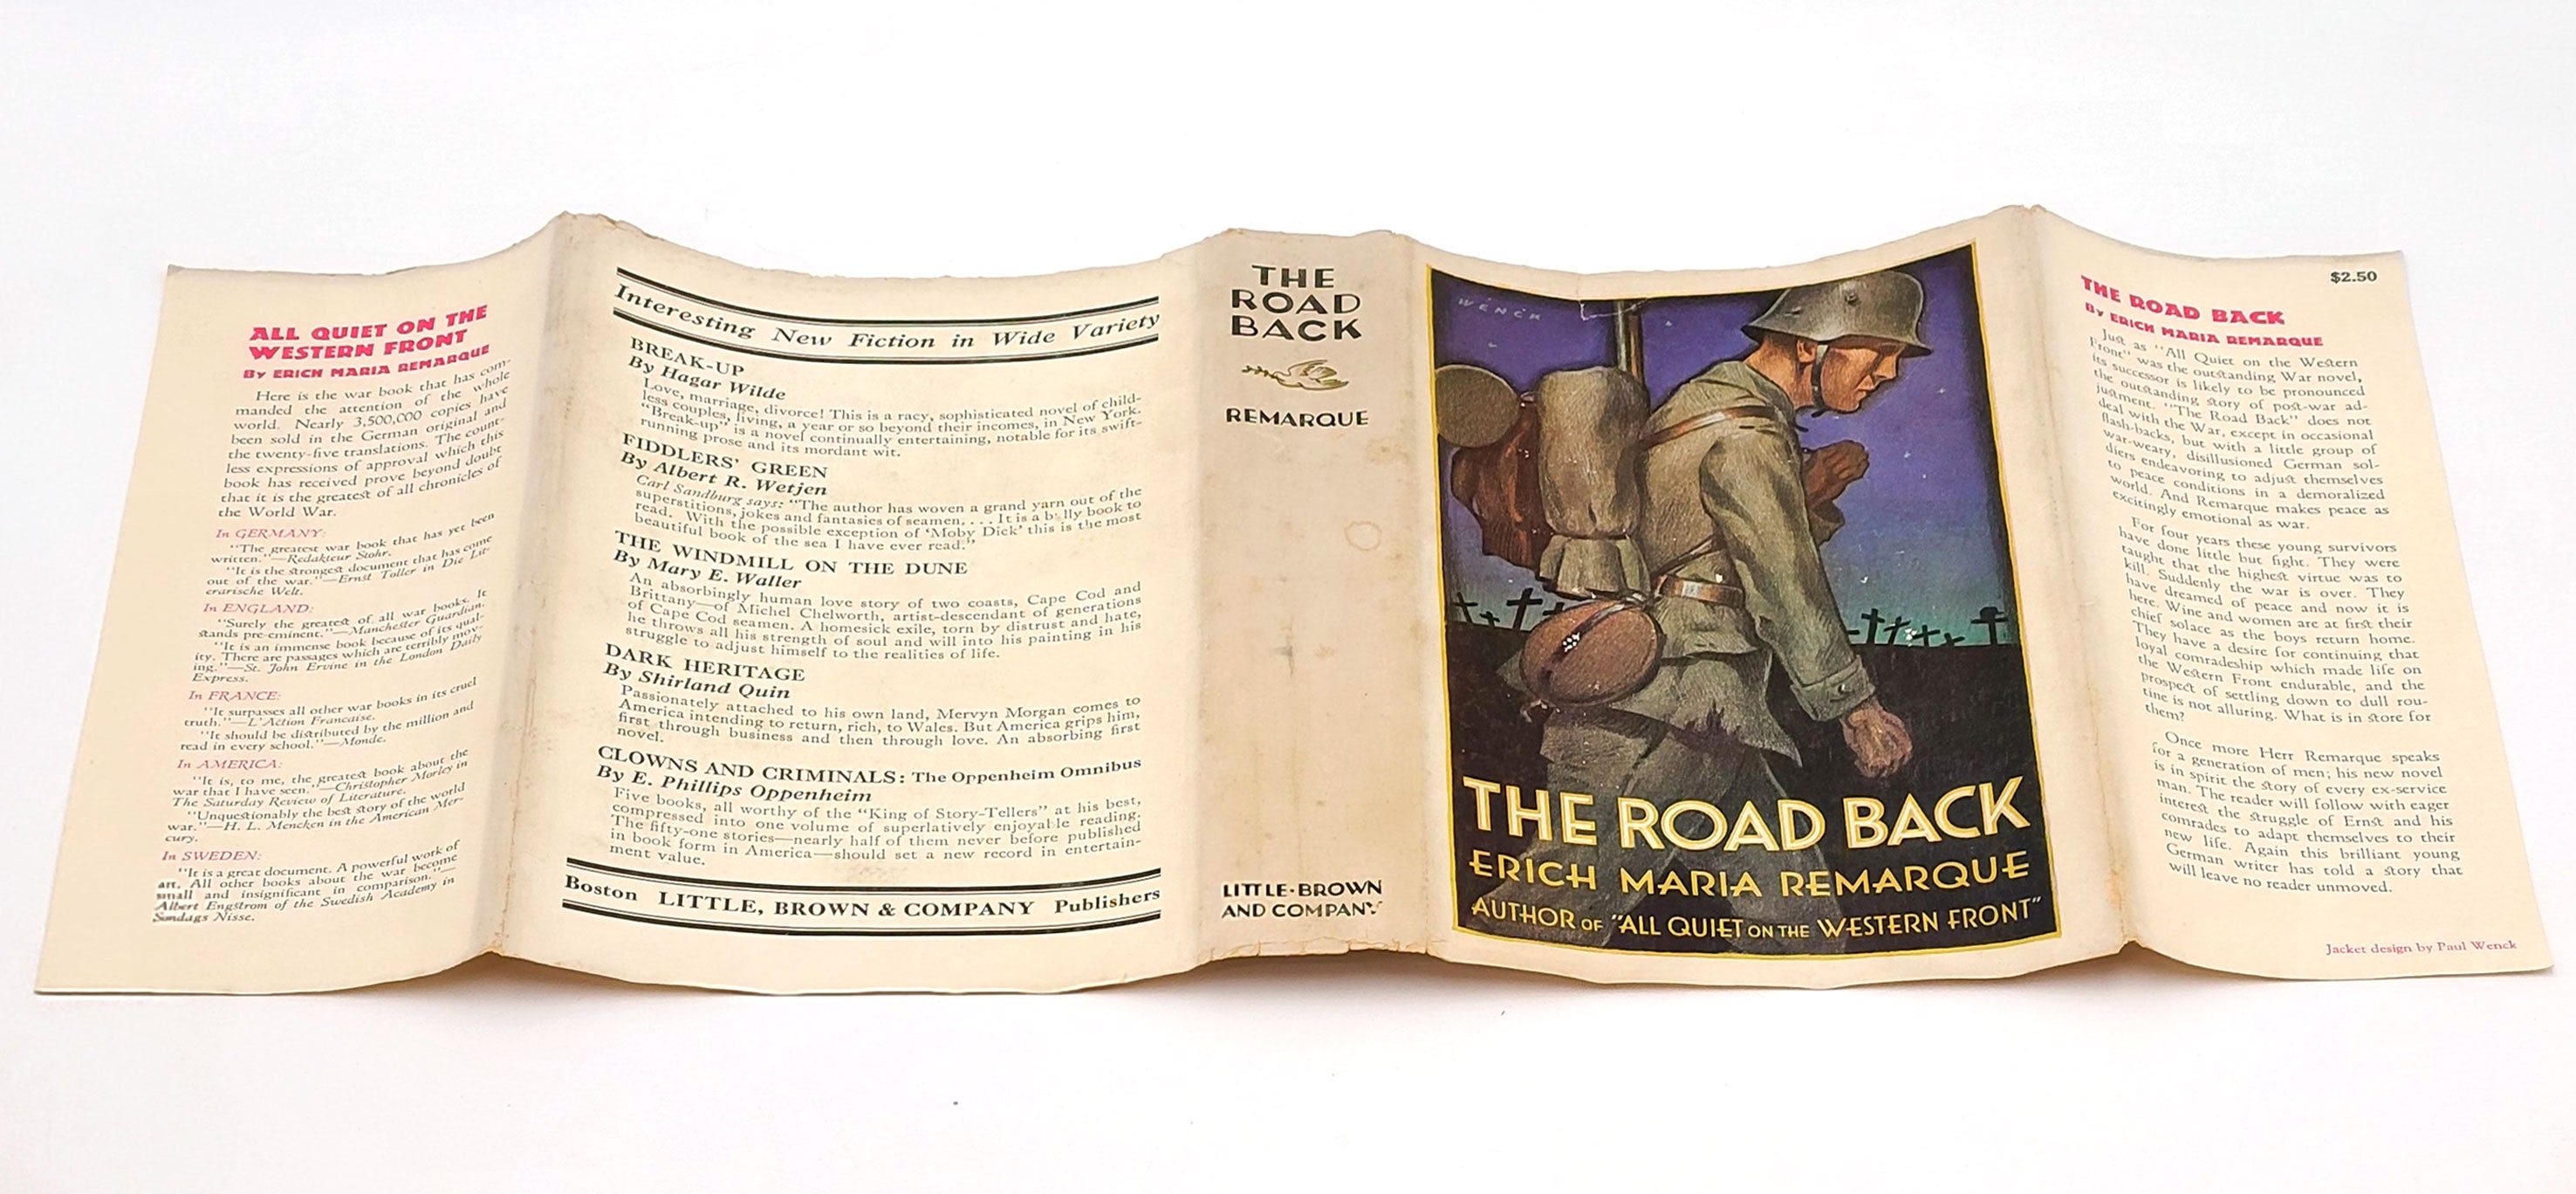 ALL QUIET ON THE
WESTERN FRONT
By ERICH MARIA REMARQUE
Here is the war book that has com-
manded the attention of the whole
world. Nearly 3,500,000 copies have
been sold in the German original and
the twenty-five translations. The count-
less expressions of approval which this
book has received prove beyond doubt
that it is the greatest of all chronicles of
the World War.
In GERMANY:
"The greatest war book that has yet been
written."—Redakteur Stohr.
"It is the strongest document that has come
out of the war."—Ernst Toller in Die Lit-
erarische Welt.
In ENGLAND:
"Surely the greatest of all war books. It
stands pre-eminent."—Manchester Guardian.
"It is an immense book because of its qual-
ity. There are passages which are terribly mov-
ing."—St. John Ervine in the London Daily
Express.
In FRANCE:
"It surpasses all other war books in its cruel
truth."—L'Action Francaise.
"It should be distributed by the million and
read in every school."—Monde.
In AMERICA:
"It is, to me, the greatest book about the
war that I have seen."—Christopher Morley in
The Saturday Review of Literature.
"Unquestionably the best story of the world
war."—H. L. Mencken in the American Mer-
cury.
In SWEDEN:
"It is a great document. A powerful work of
art. All other books about the war become
small and insignificant in comparison."—
Albert Engström of the Swedish Academy in
Sondags Nisse.
Interesting New Fiction in Wide Variety
BREAK-UP
By Hagar Wilde
Love, marriage, divorce! This is a racy, sophisticated novel of child-
less couples, living, a year or so beyond their incomes, in New York.
"Break-up" is a novel continually entertaining, notable for its swift-
running prose and its mordant wit.
FIDDLERS' GREEN
By Albert R. Wetjen
Carl Sandburg says: "The author has woven a grand yarn out of the
superstitions, jokes and fantasies of seamen. . . . It is a b lly book to
read. With the possible exception of 'Moby Dick' this is the most
beautiful book of the sea I have ever read."
THE WINDMILL ON THE DUNE
By Mary E. Waller
An absorbingly human love story of two coasts, Cape Cod and
Brittany—of Michel Chelworth, artist-descendant of generations
of Cape Cod seamen. A homesick exile, torn by distrust and hate,
he throws all his strength of soul and will into his painting in his
struggle to adjust himself to the realities of life.
DARK HERITAGE
By Shirland Quin
Passionately attached to his own land, Mervyn Morgan comes to
America intending to return, rich, to Wales. But America grips him,
first through business and then through love. An absorbing first
novel.
CLOWNS AND CRIMINALS: The Oppenheim Omnibus
By E. Phillips Oppenheim
Five books, all worthy of the "King of Story-Tellers" at his best,
compressed into one volume of superlatively enjoyable reading.
The fifty-one stories—nearly half of them never before published
in book form in America—should set a new record in entertain-
ment value.
Boston LITTLE, BROWN & COMPANY Publishers
THE
ROAD
BACK
REMARQUE
LITTLE·BROWN
AND COMPANY
WENCK
THE ROAD BACK
ERICH MARIA REMARQUE
AUTHOR OF "ALL QUIET ON THE WESTERN FRONT"
$2.50
THE ROAD BACK
By ERICH MARIA REMARQUE
Just as "All Quiet on the Western
Front" was the outstanding War novel,
its successor is likely to be pronounced
the outstanding story of post-war ad-
justment. "The Road Back" does not
deal with the War, except in occasional
flash-backs, but with a little group of
war-weary, disillusioned German sol-
diers endeavoring to adjust themselves
to peace conditions in a demoralized
world. And Remarque makes peace as
excitingly emotional as war.
For four years these young survivors
have done little but fight. They were
taught that the highest virtue was to
kill. Suddenly the war is over. They
have dreamed of peace and now it is
here. Wine and women are at first their
chief solace as the boys return home.
They have a desire for continuing that
loyal comradeship which made life on
the Western Front endurable, and the
prospect of settling down to dull rou-
tine is not alluring. What is in store for
them?
Once more Herr Remarque speaks
for a generation of men; his new novel
is in spirit the story of every ex-service
man. The reader will follow with eager
interest the struggle of Ernst and his
comrades to adapt themselves to their
new life. Again this brilliant young
German writer has told a story that
will leave no reader unmoved.
Jacket design by Paul Wenck